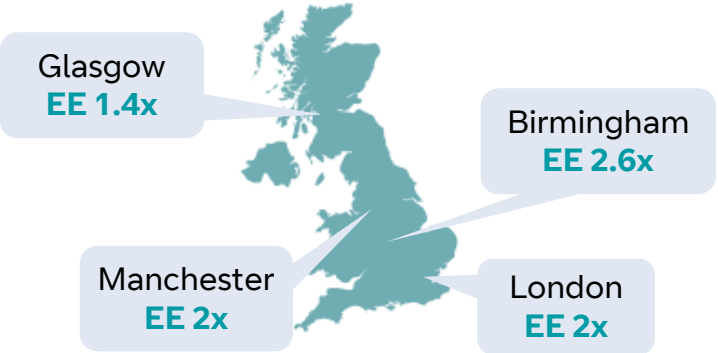 Glasgow
EE 1.4x
Birmingham
EE 2.6x
Manchester
EE 2x
London
EE 2x